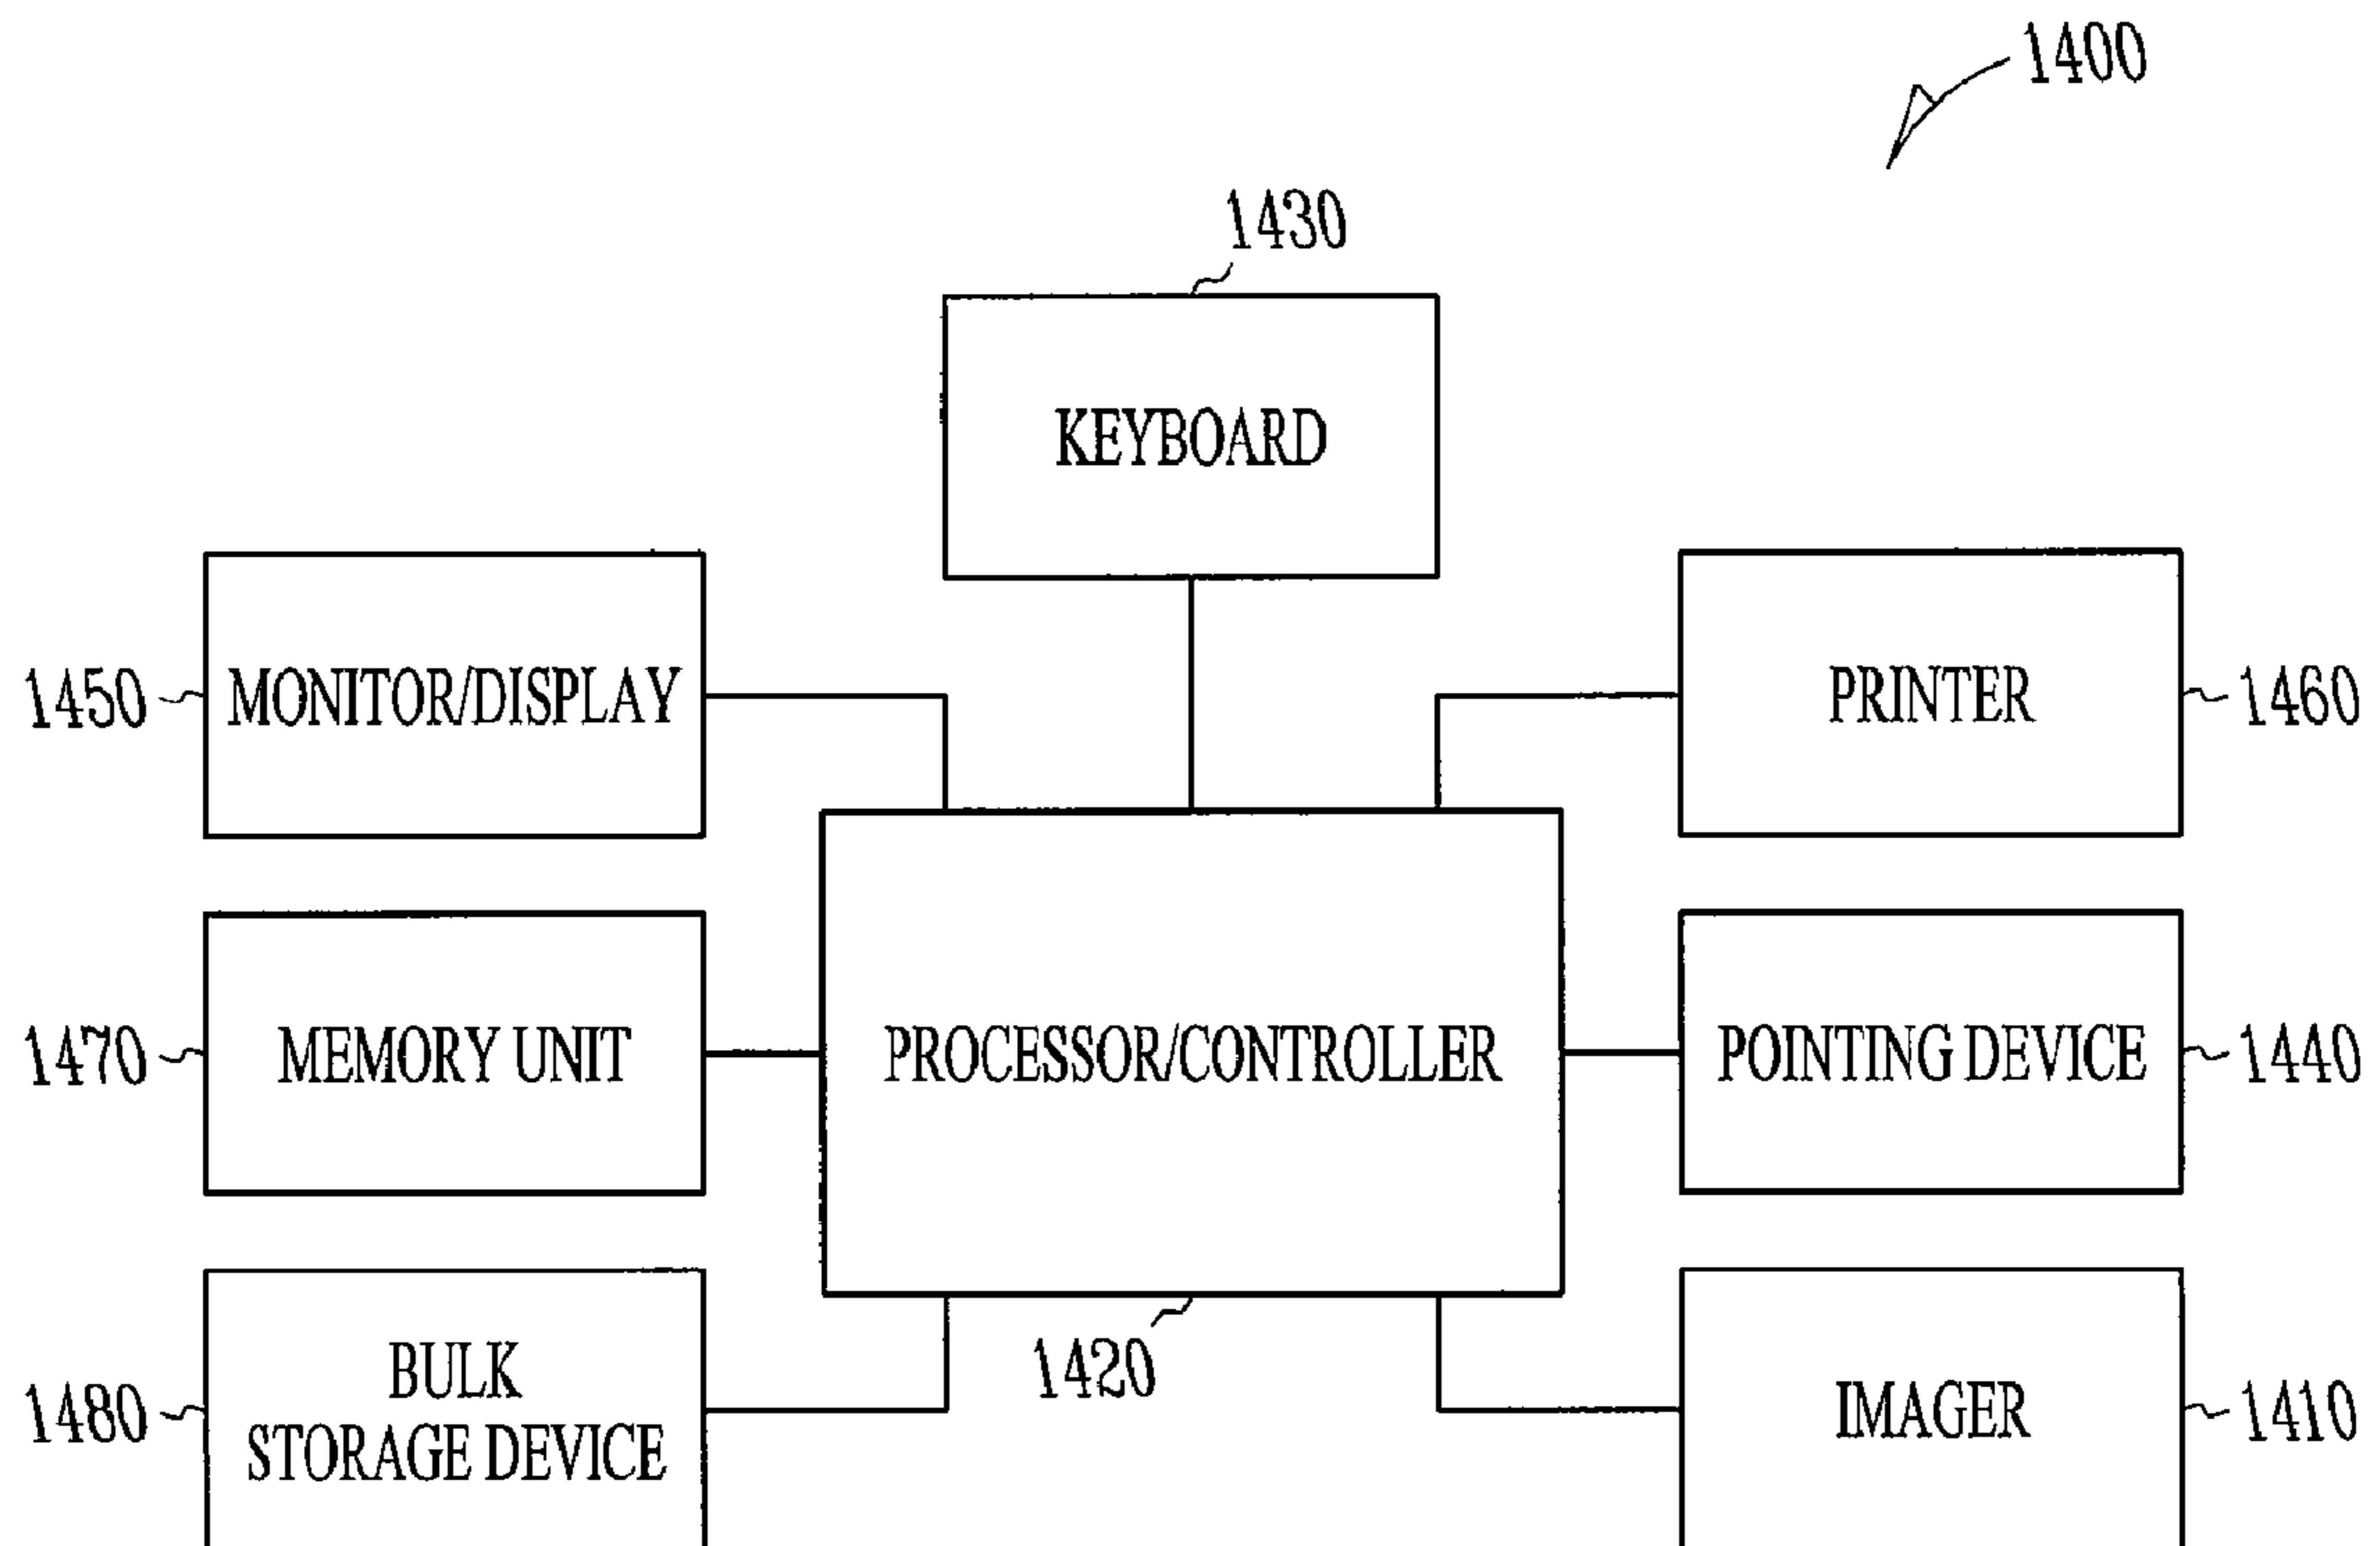 1400
1430
KEYBOARD
1450
MONITOR/DISPLAY
PRINTER
1460
1470
MEMORY UNIT
PROCESSOR/CONTROLLER
POINTING DEVICE
1440
1420
1480
BULK
STORAGE DEVICE
IMAGER
1410